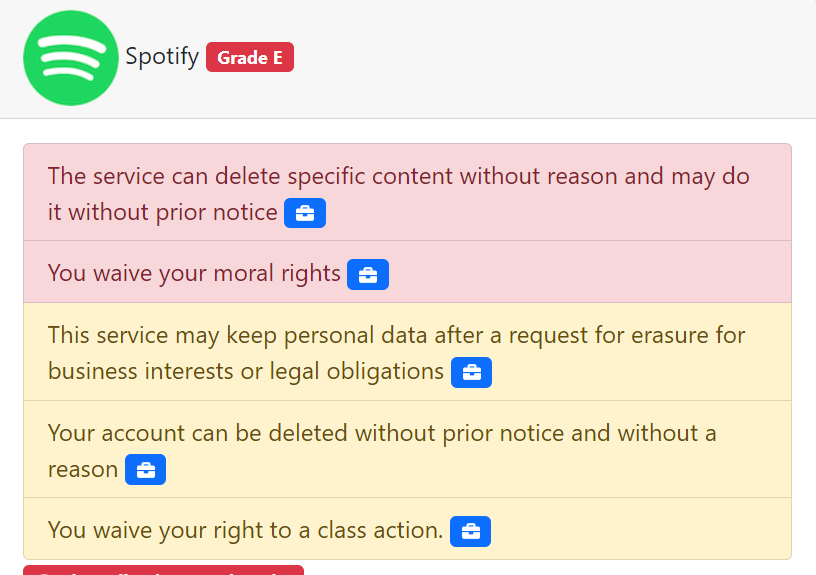 Spotify Grade E
The service can delete specific content without reason and may do
it without prior notice
You waive your moral rights
This service may keep personal data after a request for erasure for
business interests or legal obligations
Your account can be deleted without prior notice and without a
reason
You waive your right to a class action.